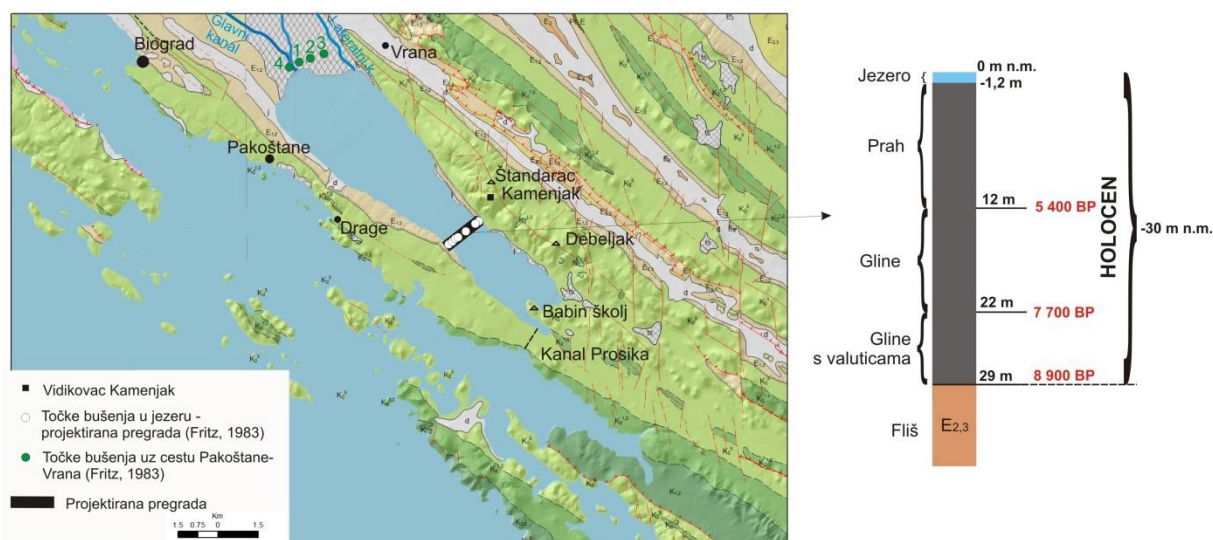 Glavni
kanal
Lateralni k.
Biograd
4 1 2 3
Vrana
Pakoštane
Štandarac
Kamenjak
Drage
Debeljak
Babin školj
Kanal Prosika
Vidikovac Kamenjak
Točke bušenja u jezeru -
projektirana pregrada (Fritz, 1983)
Točke bušenja uz cestu Pakoštane-
Vrana (Fritz, 1983)
Projektirana pregrada
1.5 0.75 0 1.5
Jezero
0 m n.m.
-1,2 m
Prah
12 m
5 400 BP
Gline
22 m
7 700 BP
Gline
s valuticama
29 m
8 900 BP
HOLOCEN
-30 m n.m.
Fliš
E2,3